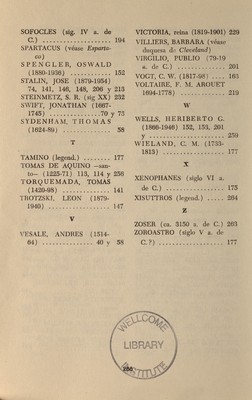 SOFOCLES (sig. IV a. de
C.) 194
SPARTACUS (véase Esparta-
co)
SPENGLER, OSWALD
(1880-1936) 152
STALIN, JOSE (1879-1954)
74, 141, 146, 148, 206 y 213
STEINMETZ, S. R. (sig XX) 232
SWIFT, JONATHAN (1667-
1745) 70 y 73
SYDENHAM, THOMAS
(1624-89) 58
T
TAMINO (legend.) 177
TOMAS DE AQUINO —san-
to— (1225-71) 113, 114 y 256
TORQUEMADA, TOMAS
(1420-98) 141
TROTZKI, LEON (1879-
1940) 147
V
VESALE, ANDRES (1514-
64) 40 y 58
VICTORIA, reina (1819-1901) 229
VILLIERS, BARBARA (véase
duquesa de Cleveland)
VIRGILIO, PUBLIO (79-19
a. de C.) 201
VOGT, C. W. (1817-95) 163
VOLTAIRE, F. M. AROUET
1694-1778) 219
W
WELLS, HERIBERTO G.
(1866-1946) 152, 153, 201
y 259
WIELAND, C. M. (1733-
1815) 177
X
XENOPHANES (siglo VI a.
de C.) 175
XISUTTROS (legend.) 264
Z
ZOSER (ca. 3150 a. de C.) 263
ZOROASTRO (siglo V a. de
C.?) 177
WELLCOME
LIBRARY
INSTITUTE